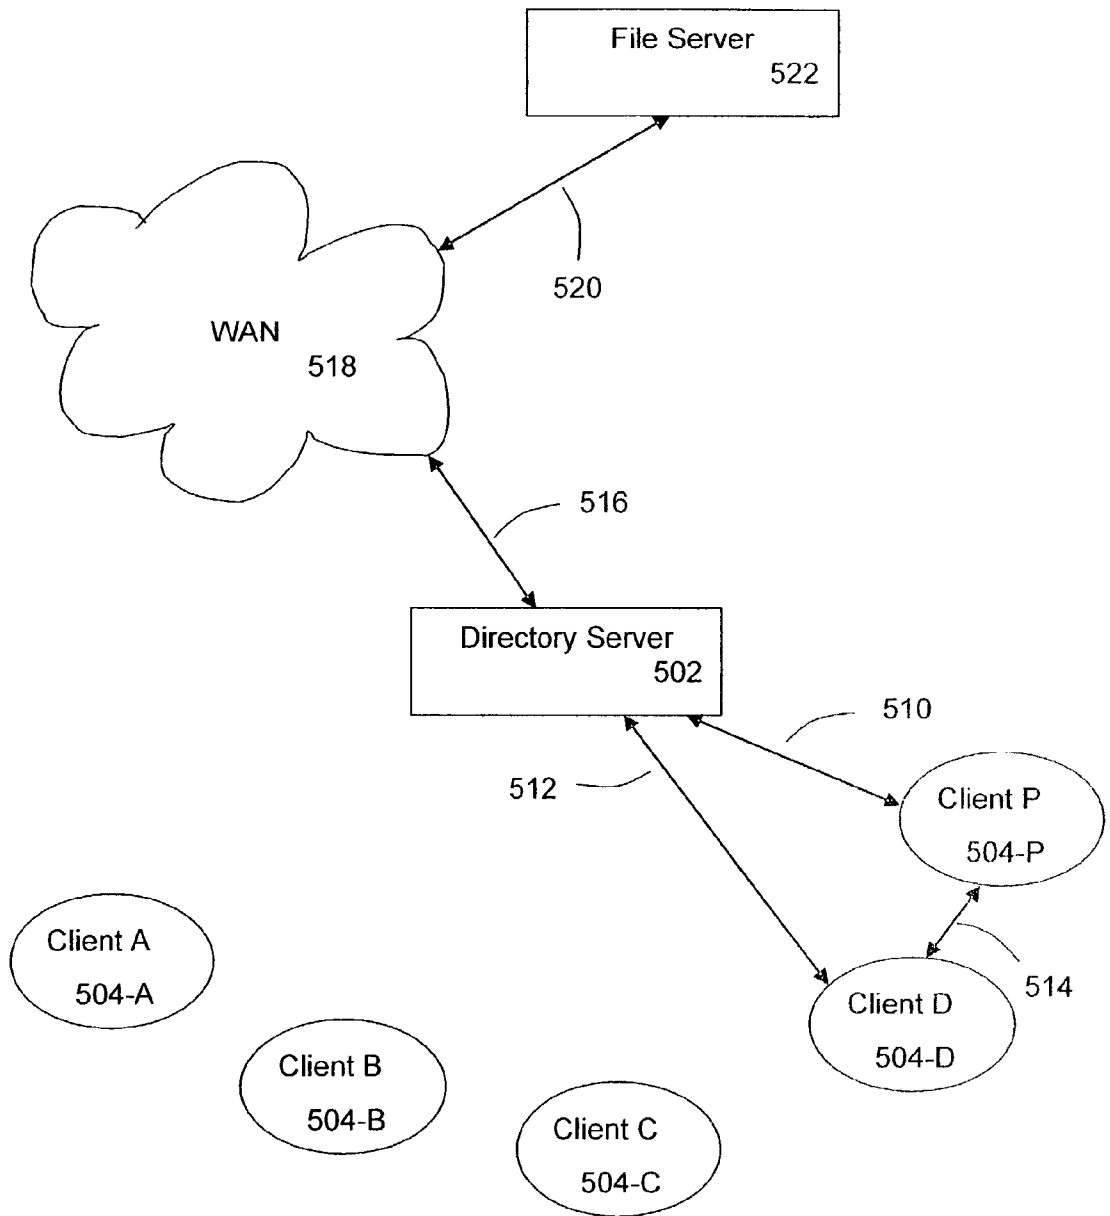 File Server
522
520
WAN
518
516
Directory Server
502
510
512
Client P
504-P
514
Client D
504-D
Client A
504-A
Client B
504-B
Client C
504-C